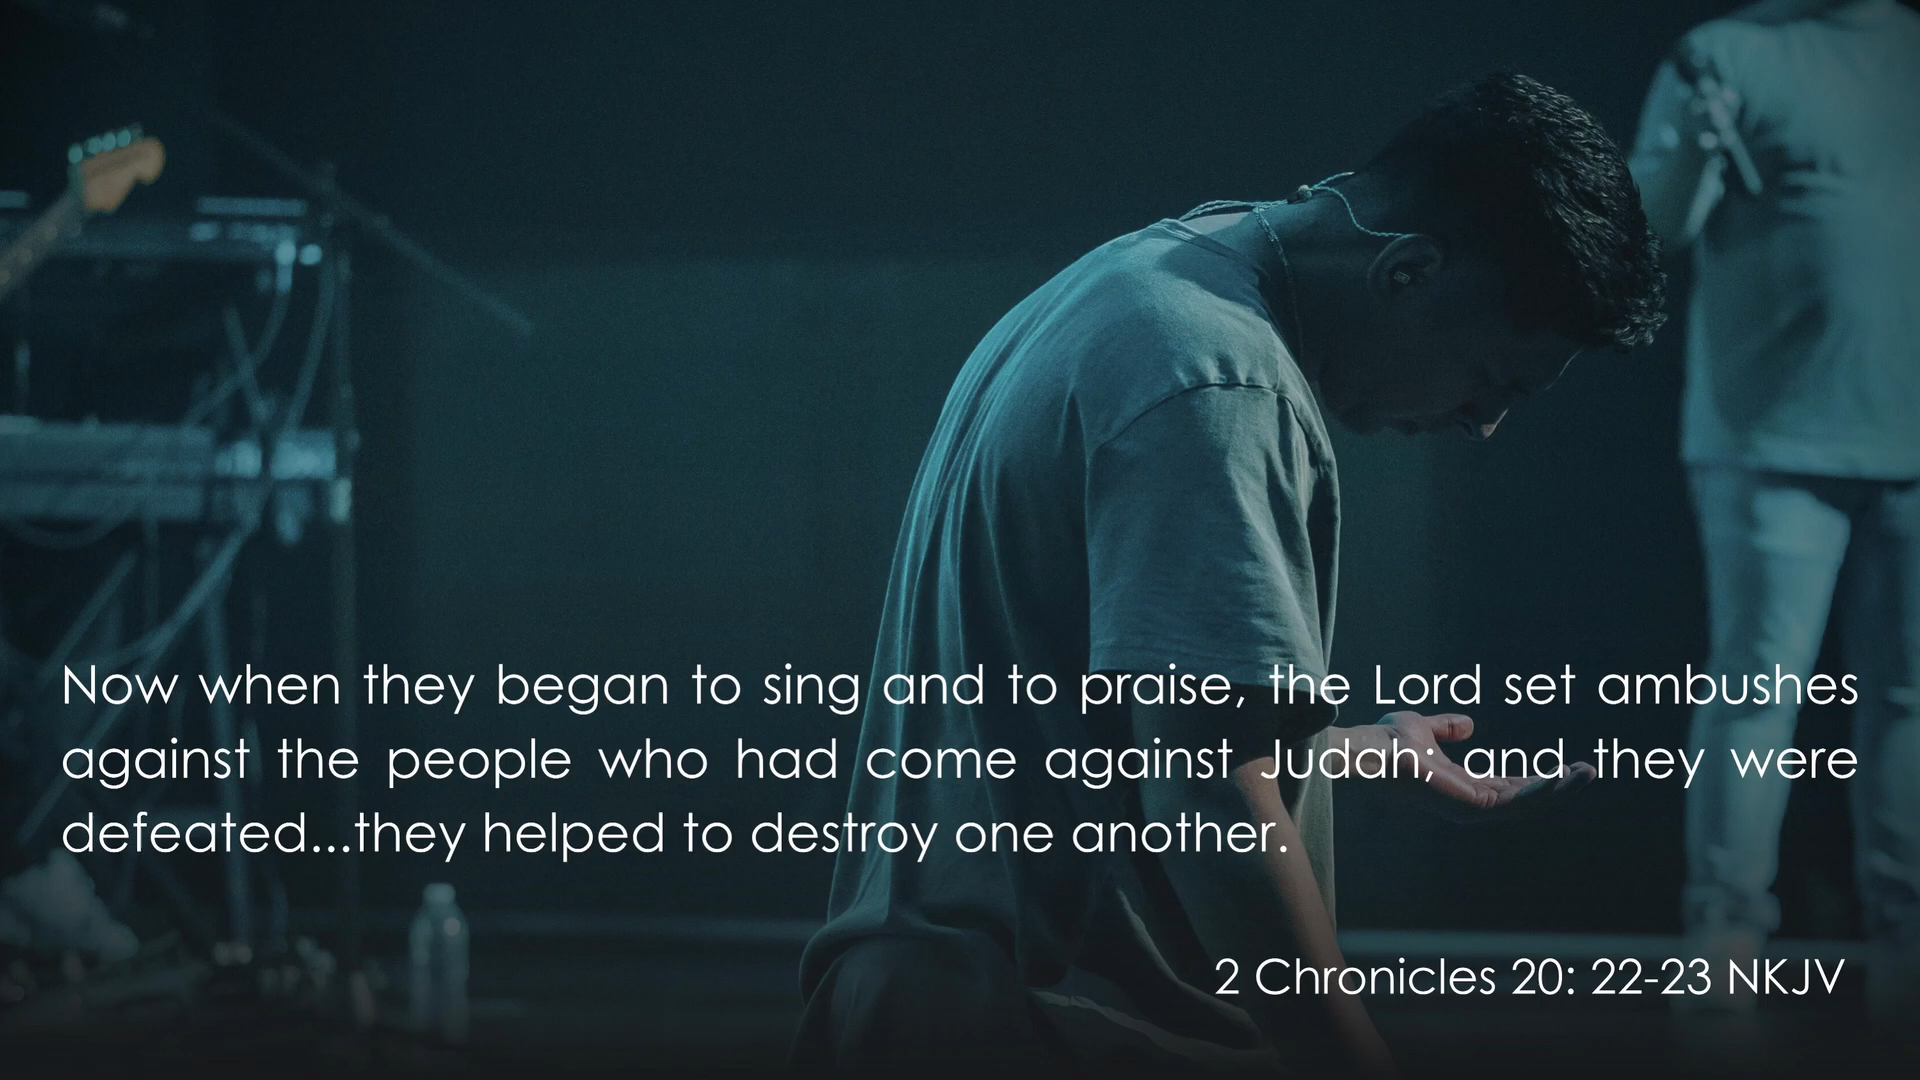 Now when they began to sing and to praise, the Lord set ambushes
against the people who had come against Judah; and they were
defeated...they helped to destroy one another.
2 Chronicles 20: 22-23 NKJV